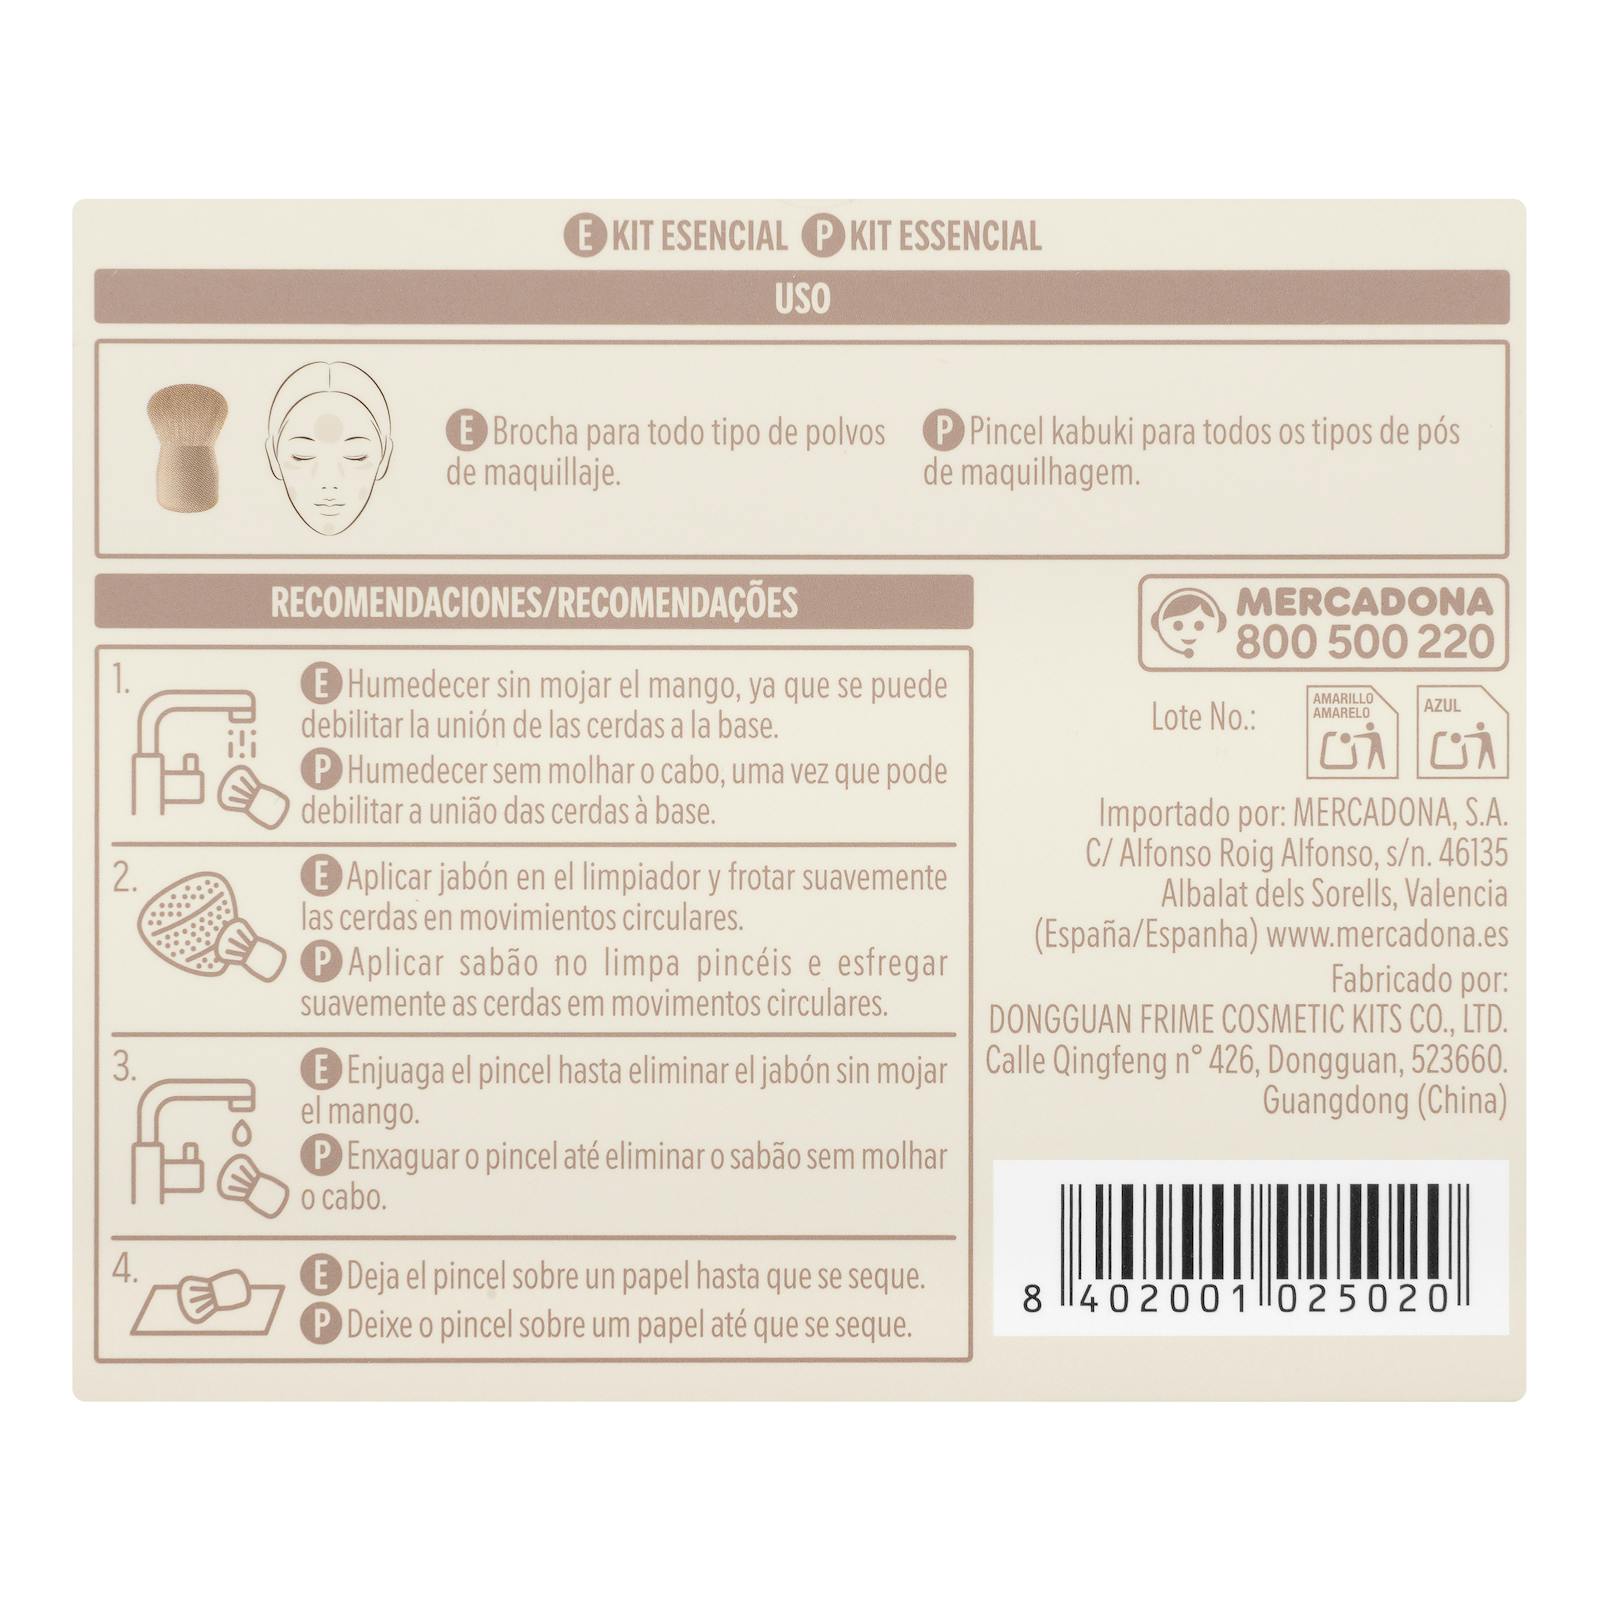 E KIT ESENCIAL P KIT ESSENCIAL
USO
E Brocha para todo tipo de polvos
de maquillaje.
P Pincel kabuki para todos os tipos de pós
de maquilhagem.
RECOMENDACIONES/RECOMENDAÇÕES
1.
E Humedecer sin mojar el mango, ya que se puede
debilitar la unión de las cerdas a la base.
P Humedecer sem molhar o cabo, uma vez que pode
debilitar a união das cerdas à base.
2.
E Aplicar jabón en el limpiador y frotar suavemente
las cerdas en movimientos circulares.
P Aplicar sabão no limpa pincéis e esfregar
suavemente as cerdas em movimentos circulares.
3.
E Enjuaga el pincel hasta eliminar el jabón sin mojar
el mango.
P Enxaguar o pincel até eliminar o sabão sem molhar
o cabo.
4.
E Deja el pincel sobre un papel hasta que se seque.
P Deixe o pincel sobre um papel até que se seque.
MERCADONA
800 500 220
Lote No.:
AMARILLO
AMARELO
AZUL
Importado por: MERCADONA, S.A.
C/ Alfonso Roig Alfonso, s/n. 46135
Albalat dels Sorells, Valencia
(España/Espanha) www.mercadona.es
Fabricado por:
DONGGUAN FRIME COSMETIC KITS CO., LTD.
Calle Qingfeng n° 426, Dongguan, 523660.
Guangdong (China)
8 402001 025020